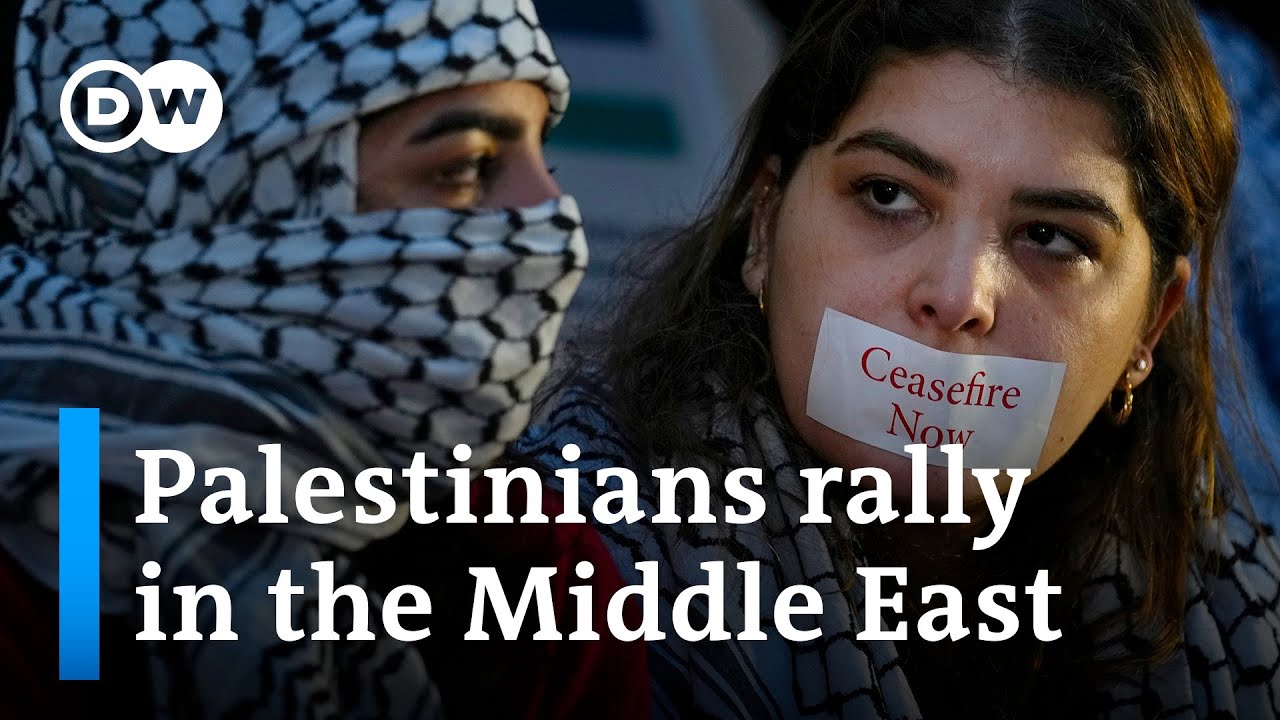 DW
Ceasefire
Now
Palestinians rally
in the Middle East